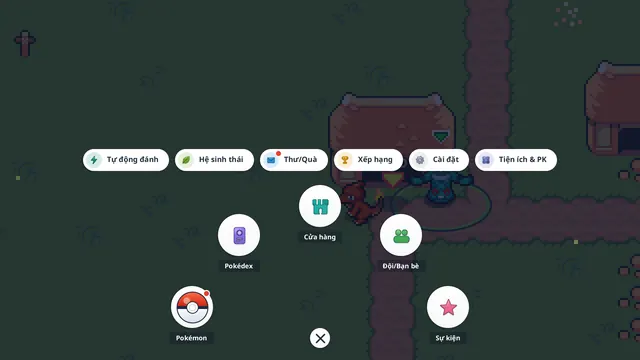 Tự động đánh
Hệ sinh thái
Thư/Quà
Xếp hạng
Cài đặt
Tiện ích & PK
Cửa hàng
Pokédex
Đội/Bạn bè
Pokémon
Sự kiện